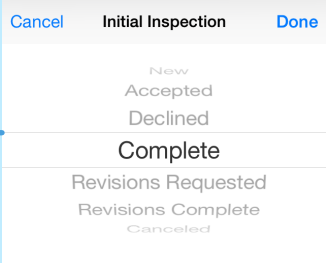 Cancel Initial Inspection Done
New
Accepted
Declined
Complete
Revisions Requested
Revisions Complete
Canceled